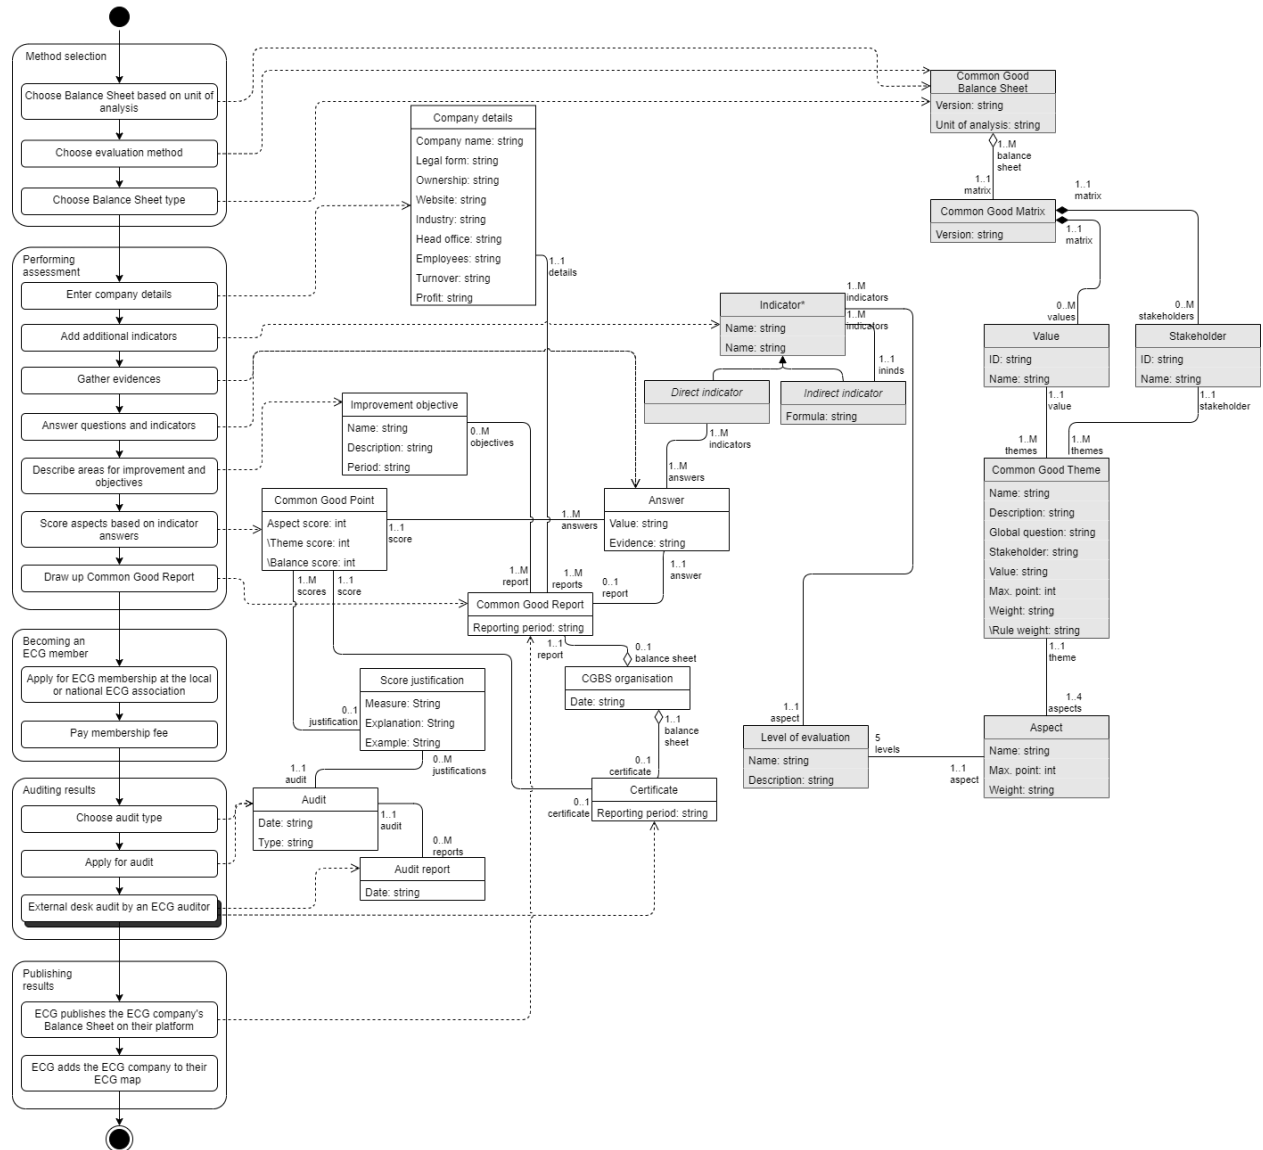 Method selection
Choose Balance Sheet based on unit of
analysis
Choose evaluation method
Choose Balance Sheet type
Performing
assessment
Enter company details
Add additional indicators
Gather evidences
Answer questions and indicators
Describe areas for improvement and
objectives
Score aspects based on indicator
answers
Draw up Common Good Report
Becoming an
ECG member
Apply for ECG membership at the local
or national ECG association
Pay membership fee
Auditing results
Choose audit type
Apply for audit
External desk audit by an ECG auditor
Publishing
results
ECG publishes the ECG company's
Balance Sheet on their platform
ECG adds the ECG company to their
ECG map
Company details
Company name: string
Legal form: string
Ownership: string
Website: string
Industry: string
Head office: string
Employees: string
Turnover: string
Profit: string
1..1
details
Improvement objective
Name: string
Description: string
Period: string
0..M
objectives
Common Good Point
Aspect score: int
\Theme score: int
\Balance score: int
1..1
score
1..M
scores
1..1
score
1..M
answers
Answer
Value: string
Evidence: string
1..M
answers
1..M
indicators
1..1
answer
0..1
report
1..M
report
1..M
reports
Common Good Report
Reporting period: string
1..1
report
0..1
balance sheet
CGBS organisation
Date: string
1..1
balance
sheet
0..1
certificate
Certificate
Reporting period: string
0..1
certificate
Score justification
Measure: String
Explanation: String
Example: String
0..1
justification
0..M
justifications
1..1
audit
Audit
Date: string
Type: string
1..1
audit
0..M
reports
Audit report
Date: string
Indicator*
Name: string
Name: string
1..M
indicators
1..M
indicators
1..1
ininds
Direct indicator
Indirect indicator
Formula: string
1..1
aspect
Level of evaluation
Name: string
Description: string
5
levels
1..1
aspect
Common Good
Balance Sheet
Version: string
Unit of analysis: string
1..M
balance
sheet
1..1
matrix
Common Good Matrix
Version: string
1..1
matrix
1..1
matrix
0..M
values
0..M
stakeholders
Value
ID: string
Name: string
Stakeholder
ID: string
Name: string
1..1
value
1..1
stakeholder
1..M
themes
1..M
themes
Common Good Theme
Name: string
Description: string
Global question: string
Stakeholder: string
Value: string
Max. point: int
Weight: string
\Rule weight: string
1..1
theme
1..4
aspects
Aspect
Name: string
Max. point: int
Weight: string